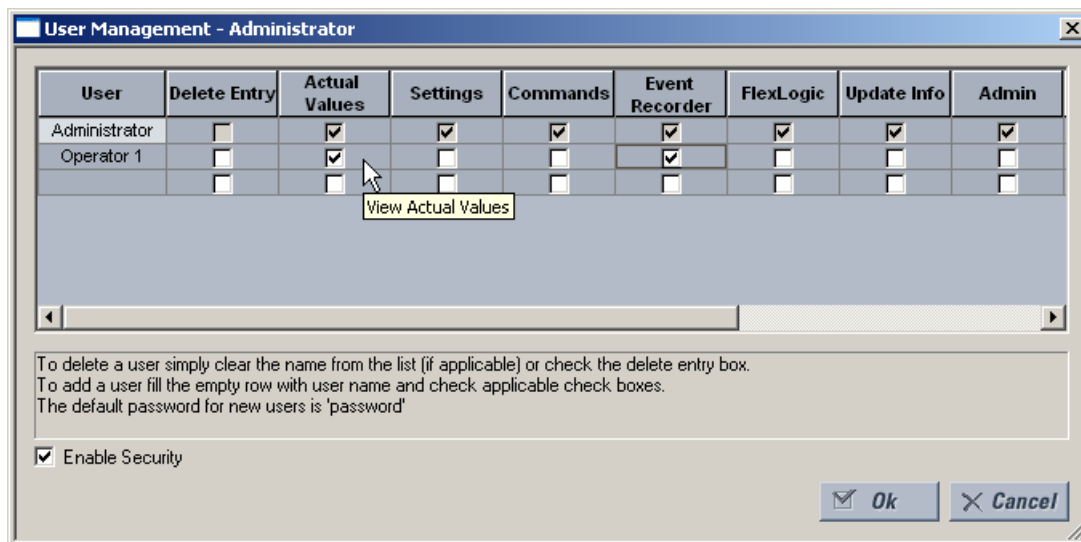 User Management - Administrator
User Delete Entry Actual Values Settings Commands Event Recorder FlexLogic Update Info Admin
Administrator
Operator 1
View Actual Values
To delete a user simply clear the name from the list (if applicable) or check the delete entry box.
To add a user fill the empty row with user name and check applicable check boxes.
The default password for new users is 'password'
Enable Security
Ok Cancel